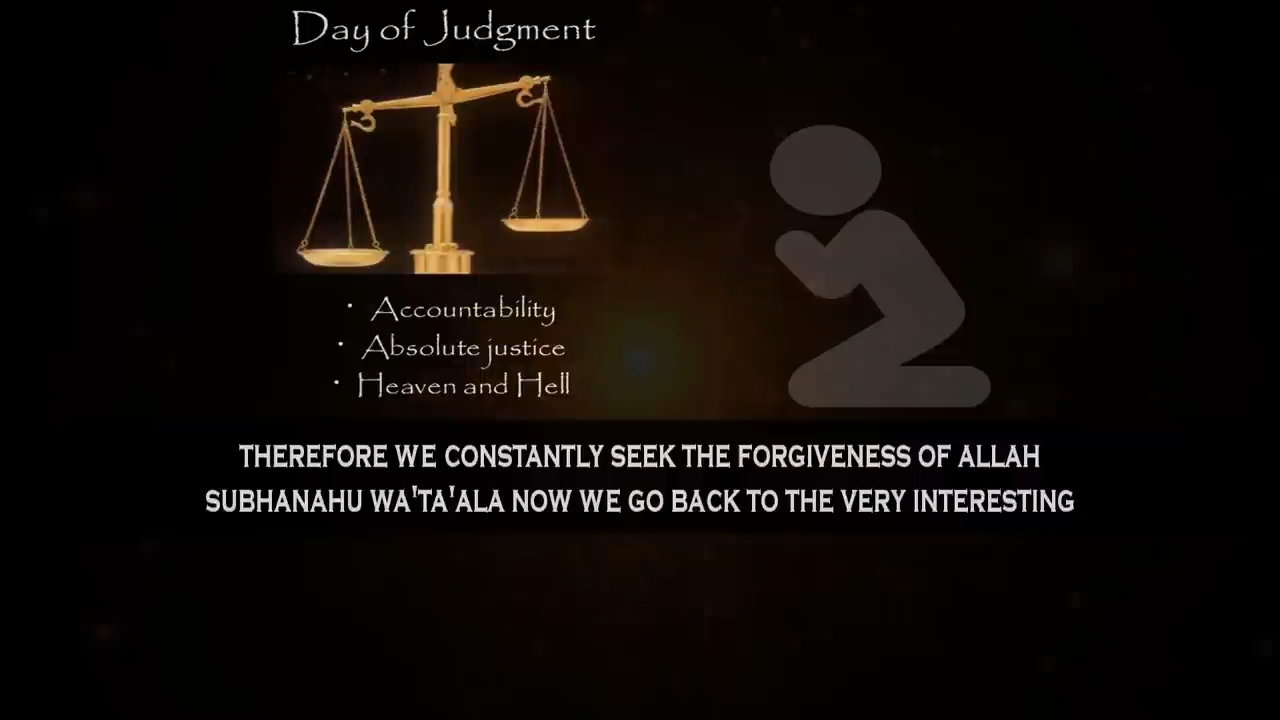 Day of Judgment
· Accountability
· Absolute justice
· Heaven and Hell
THEREFORE WE CONSTANTLY SEEK THE FORGIVENESS OF ALLAH
SUBHANAHU WA'TA'ALA NOW WE GO BACK TO THE VERY INTERESTING